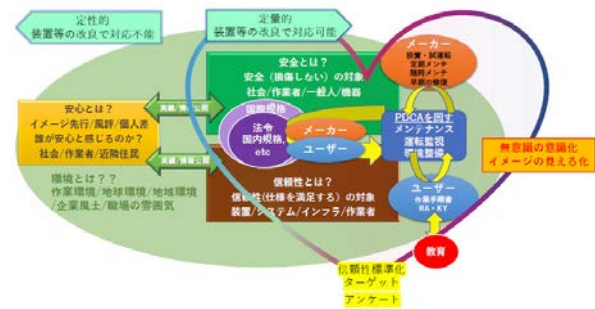 定性的
装置等の改良で対応不能
定量的
装置等の改良で対応可能
メーカー
設置・試運転
定期メンテ
随時メンテ
早期の修復
安全とは？
安全（損傷しない）の対象
社会/作業者/一般人/機器
安心とは？
イメージ先行/風評/個人差
誰が安心と感じるのか？
社会/作業者/近隣住民
国際規格
法令
国内規格,
etc
メーカー
ユーザー
PDCAを回す
メンテナンス
運転監視
環境整備
無意識の意識化
イメージの見える化
環境とは？？
作業環境/地球環境/地域環境
/企業風土/職場の雰囲気
信頼性とは？
信頼性(仕様を満足する）の対象
装置/システム/インフラ/作業者
ユーザー
作業手順書
RA・KY
教育
信頼性標準化
ターゲット
アンケート